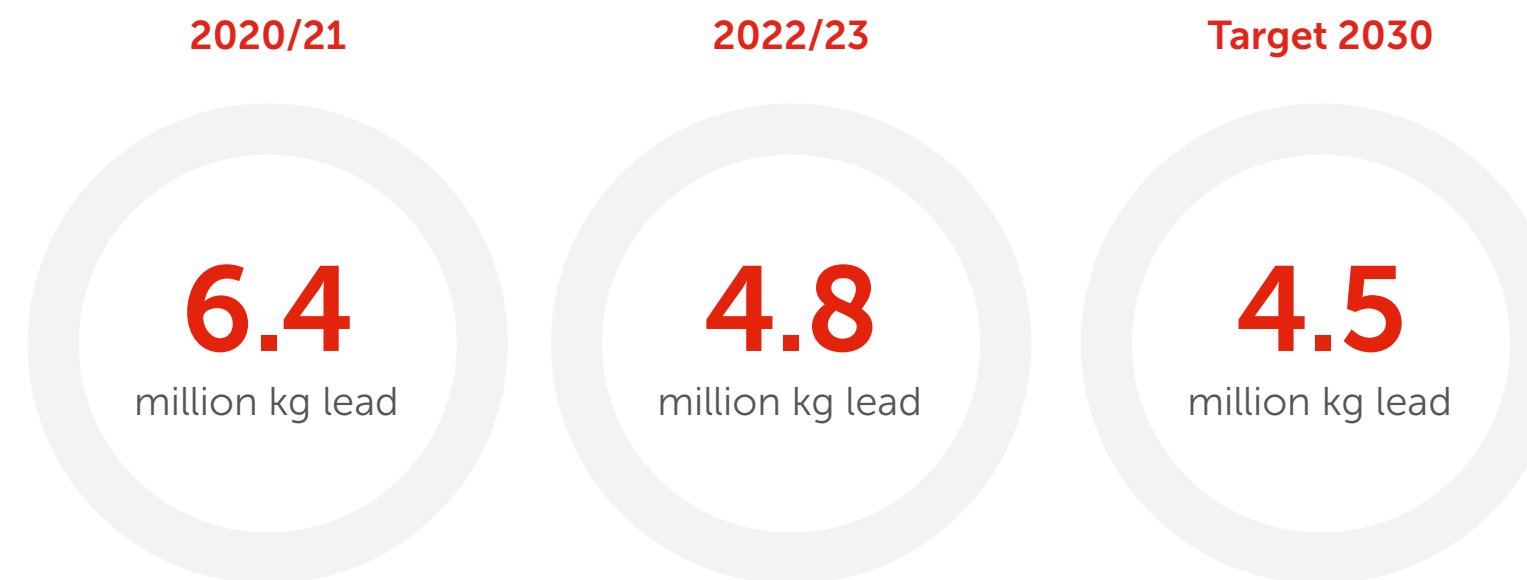 2020/21
2022/23
Target 2030
6.4
million kg lead
4.8
million kg lead
4.5
million kg lead